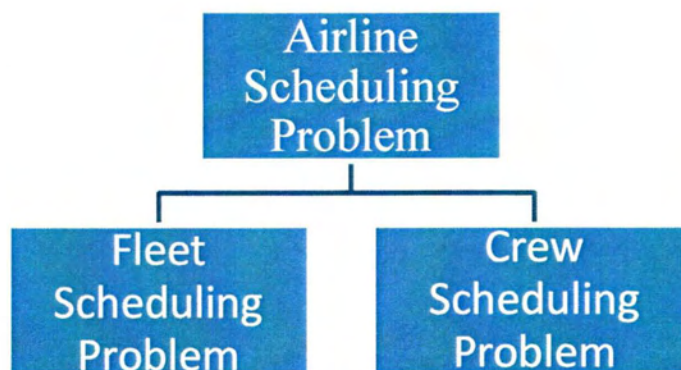 Airline
Scheduling
Problem
Fleet
Scheduling
Problem
Crew
Scheduling
Problem